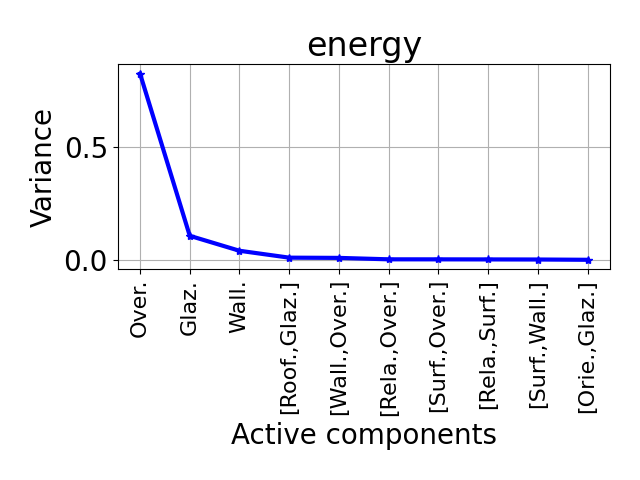 energy
Variance
0.5
0.0
Over.
Glaz.
Wall.
[Roof.,Glaz.]
[Wall.,Over.]
[Rela.,Over.]
[Surf.,Over.]
[Rela.,Surf.]
[Surf.,Wall.]
[Orie.,Glaz.]
Active components